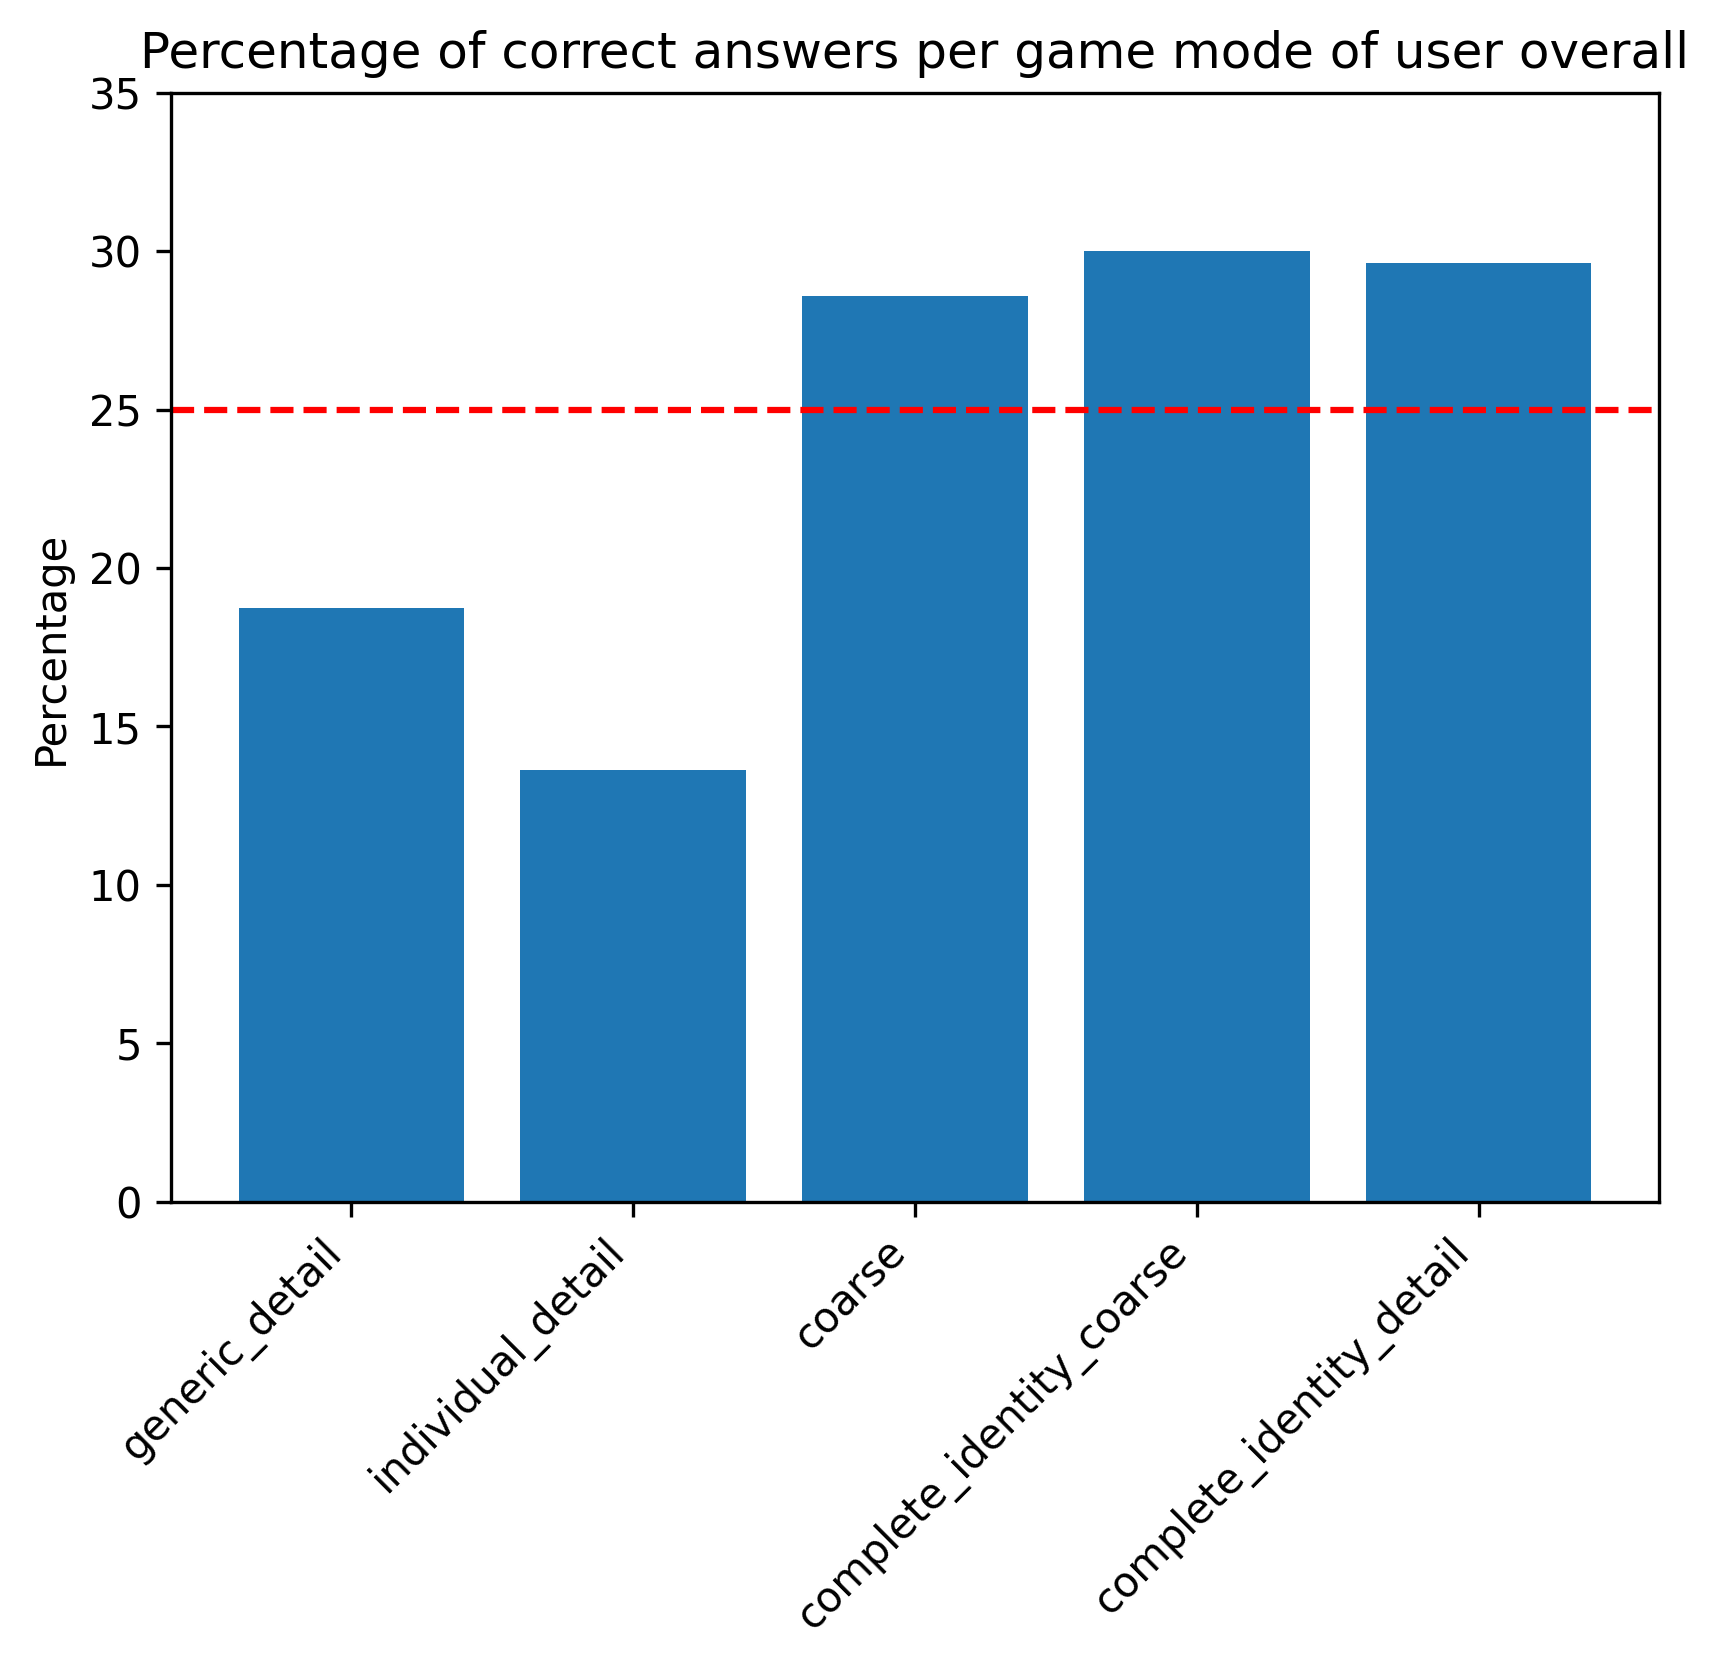 Percentage of correct answers per game mode of user overall
35
30
25
20
15
10
5
0
Percentage
generic_detail
individual_detail
coarse
complete_identity_coarse
complete_identity_detail